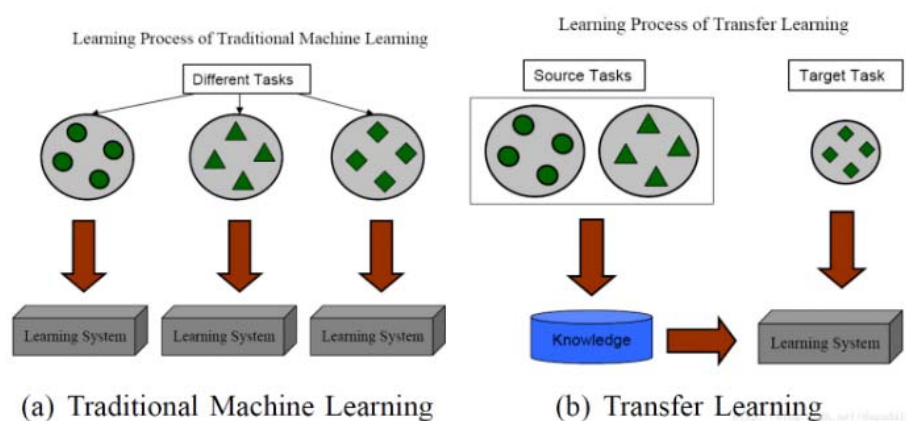 Learning Process of Traditional Machine Learning
Different Tasks
Learning System
Learning System
Learning System
(a) Traditional Machine Learning
Learning Process of Transfer Learning
Source Tasks
Target Task
Knowledge
Learning System
(b) Transfer Learning